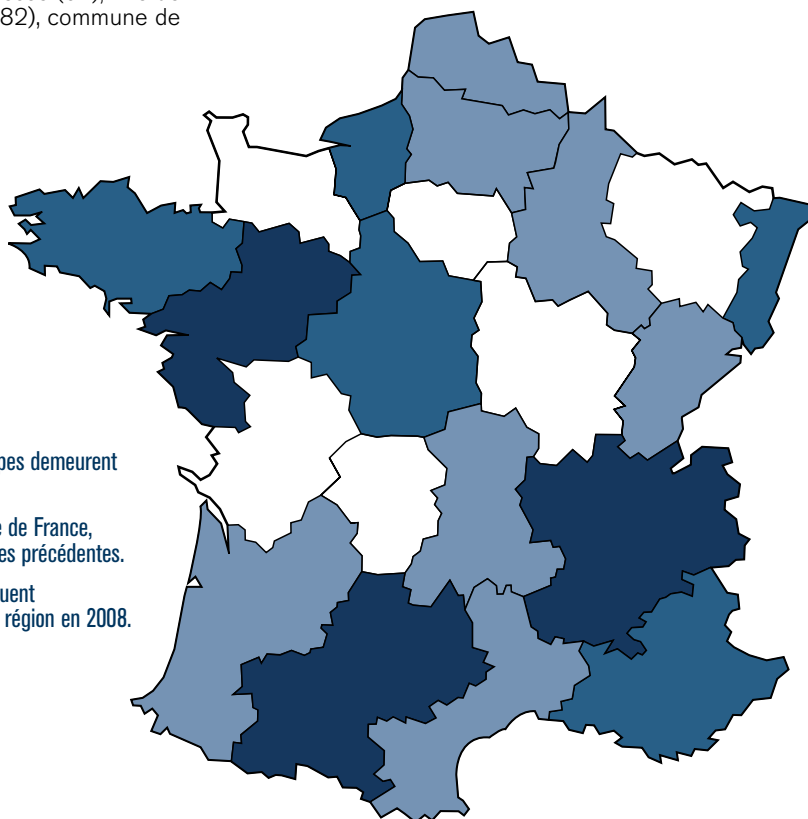 82), commune de
pes demeurent
e de France,
es précédentes.
uent
région en 2008.